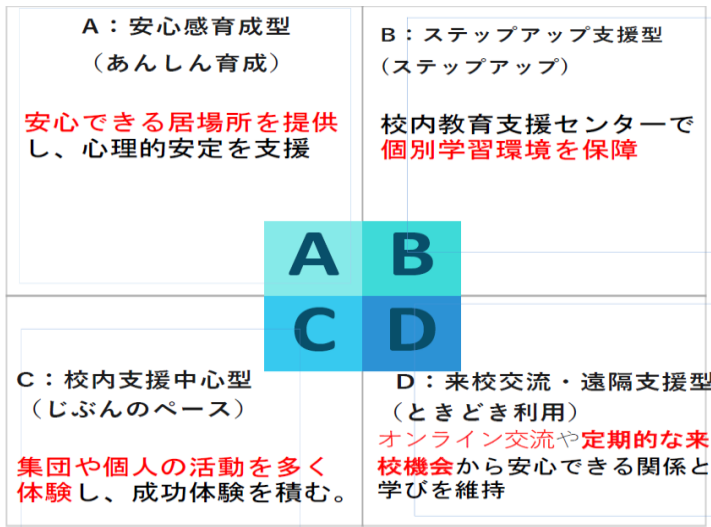 A：安心感育成型
（あんしん育成）
安心できる居場所を提供
し、心理的安定を支援
B：ステップアップ支援型
（ステップアップ）
校内教育支援センターで
個別学習環境を保障
A
B
C
D
C：校内支援中心型
（じぶんのペース）
集団や個人の活動を多く
体験し、成功体験を積む。
D：来校交流・遠隔支援型
（ときどき利用）
オンライン交流や定期的な来
校機会から安心できる関係と
学びを維持